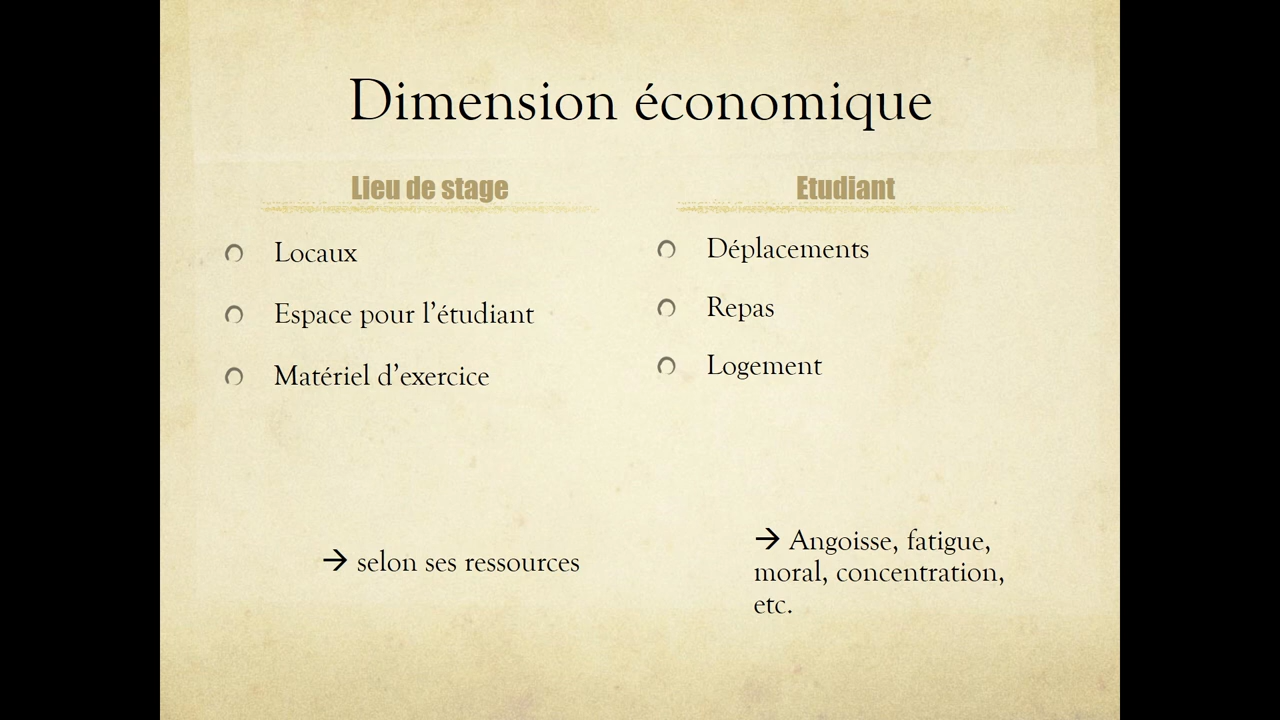 Dimension économique
Lieu de stage
Locaux
Espace pour l’étudiant
Matériel d’exercice
→ selon ses ressources
Etudiant
Déplacements
Repas
Logement
→ Angoisse, fatigue,
moral, concentration,
etc.